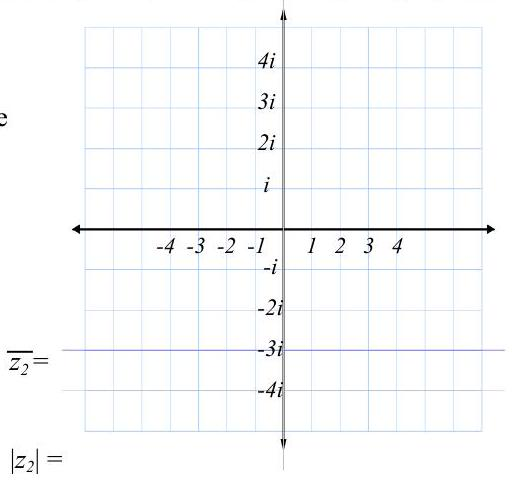 4i
3i
e
2i
i
-4 -3 -2 -1 1 2 3 4
-i
-2i
-3i
z̅₂=
-4i
|z₂| =